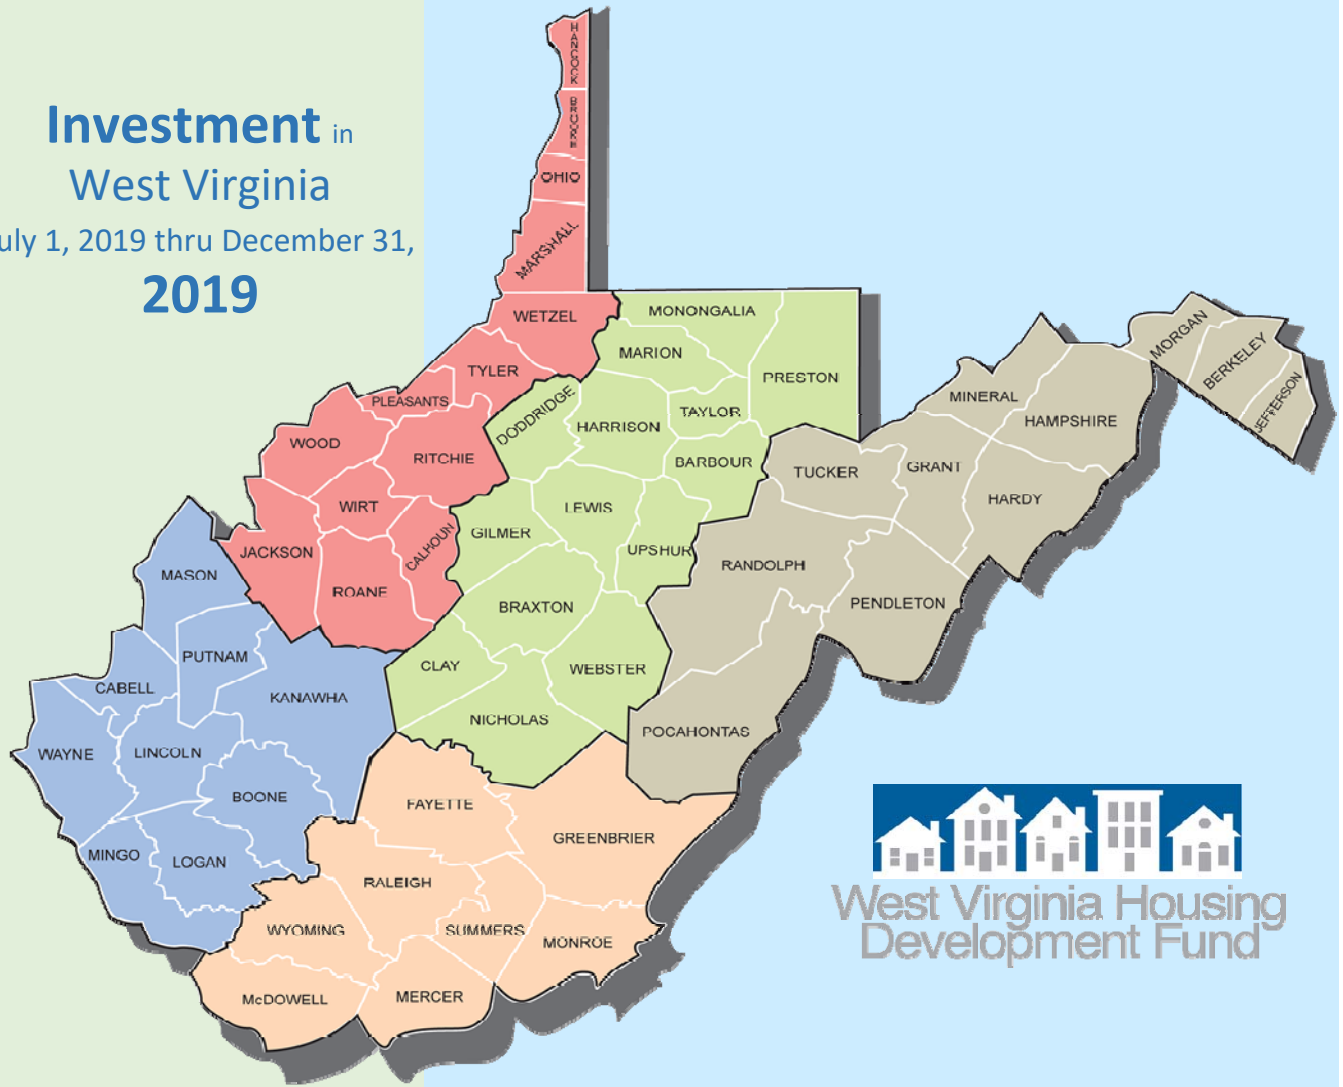 Investment in
West Virginia
uly 1, 2019 thru December 31,
2019
HANCOCK
BROOKE
OHIO
MARSHALL
WETZEL
MONONGALIA
MARION
TYLER
PRESTON
PLEASANTS
DODDRIDGE
TAYLOR
HARRISON
WOOD
RITCHIE
BARBOUR
MORGAN
BERKELEY
JEFFERSON
MINERAL
HAMPSHIRE
TUCKER
GRANT
HARDY
WIRT
LEWIS
GILMER
CALHOUN
JACKSON
UPSHUR
RANDOLPH
MASON
ROANE
BRAXTON
PENDLETON
PUTNAM
CLAY
WEBSTER
CABELL
KANAWHA
NICHOLAS
POCAHONTAS
WAYNE
LINCOLN
BOONE
FAYETTE
GREENBRIER
MINGO
LOGAN
RALEIGH
WYOMING
SUMMERS
MONROE
McDOWELL
MERCER
West Virginia Housing
Development Fund